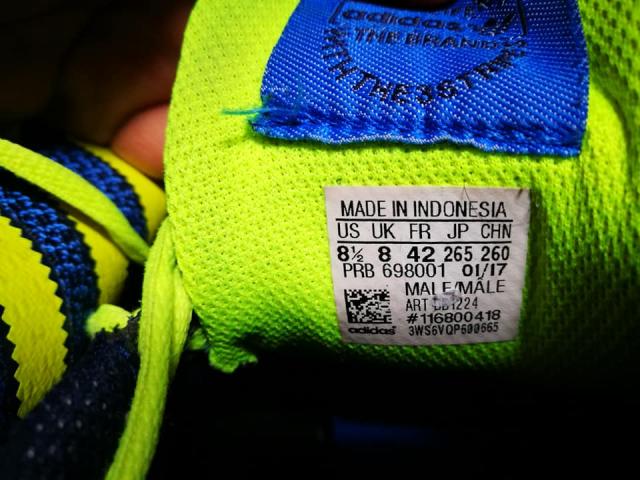 adidas
THE BRAND
WITH THE 3 STRIPES
MADE IN INDONESIA
US UK FR JP CHN
8½ 8 42 265 260
PRB 698001 01/17
MALE/MÂLE
ART
#116800418
adidas 3WS6VQP600665